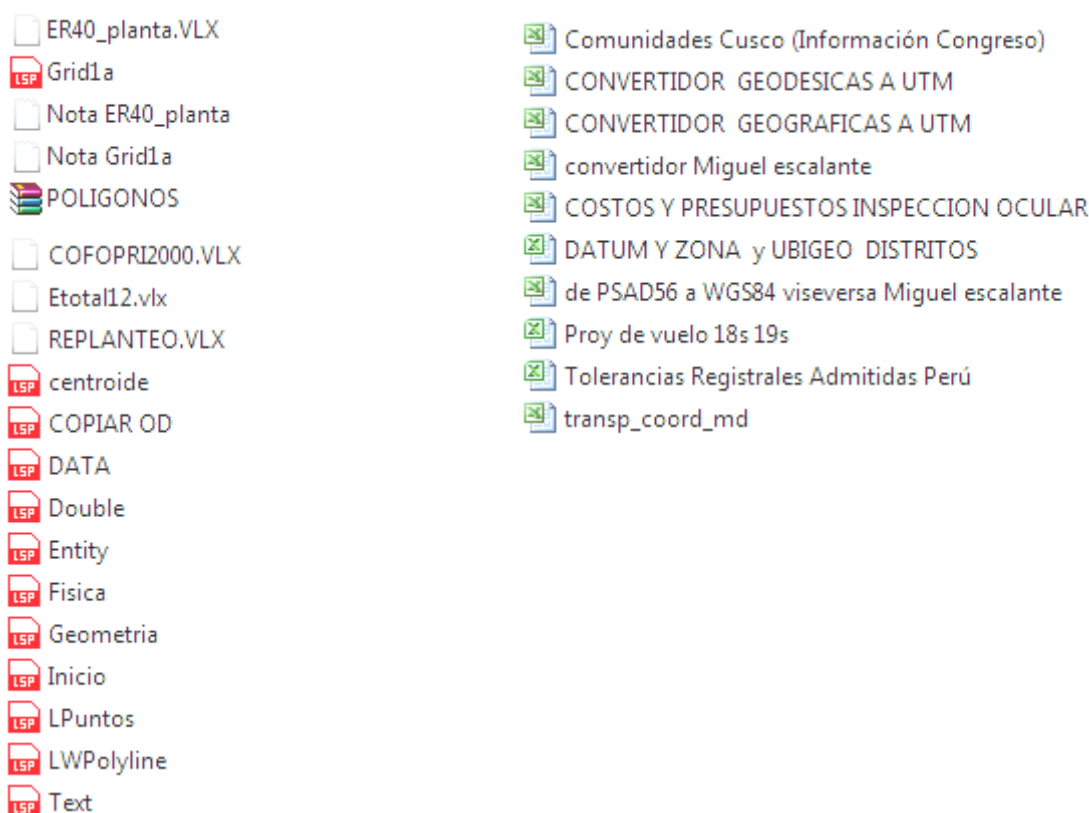 ER40_planta.VLX
Grid1a
Nota ER40_planta
Nota Grid1a
POLIGONOS
COFOPRI2000.VLX
Etotal12.vlx
REPLANTEO.VLX
centroide
COPIAR OD
DATA
Double
Entity
Fisica
Geometria
Inicio
LPuntos
LWPolyline
Text
Comunidades Cusco (Información Congreso)
CONVERTIDOR GEODESICAS A UTM
CONVERTIDOR GEOGRAFICAS A UTM
convertidor Miguel escalante
COSTOS Y PRESUPUESTOS INSPECCION OCULAR
DATUM Y ZONA y UBIGEO DISTRITOS
de PSAD56 a WGS84 viseversa Miguel escalante
Proy de vuelo 18s 19s
Tolerancias Registrales Admitidas Perú
transp_coord_md